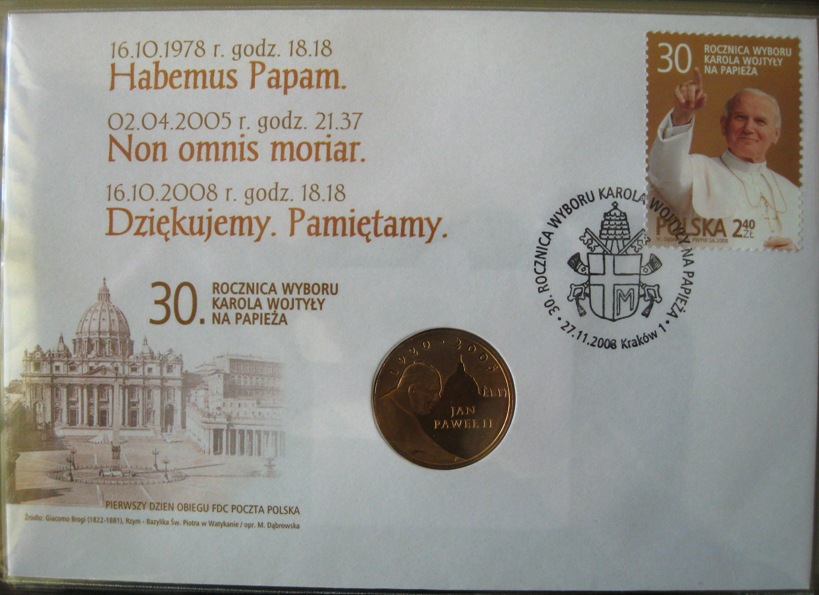 16.10.1978 r. godz. 18.18
Habemus Papam.
02.04.2005 r. godz. 21.37
Non omnis moriar.
16.10.2008 r. godz. 18.18
Dziękujemy. Pamiętamy.
30. ROCZNICA WYBORU
KAROLA WOJTYŁY
NA PAPIEŻA
PIERWSZY DZIEŃ OBIEGU FDC POCZTA POLSKA
Źródło: Giacomo Brogi (1822-1881), Rzym - Bazylika Św. Piotra w Watykanie / opr. M. Dąbrowska
JAN
PAWEŁ II
30 ROCZNICA WYBORU
KAROLA WOJTYŁY
NA PAPIEŻA
POLSKA 240 ZŁ
30. ROCZNICA WYBORU KAROLA WOJTYŁY NA PAPIEŻA
27.11.2008 Kraków 1
M